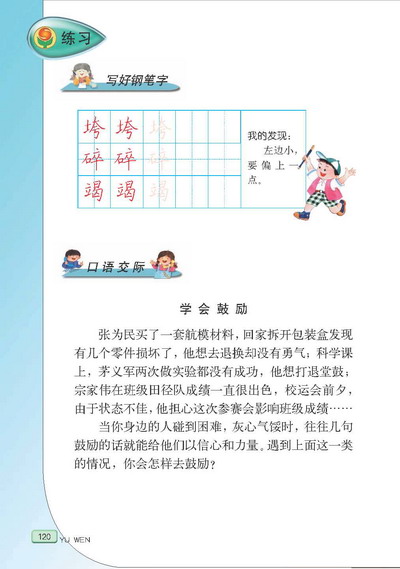 练习
写好钢笔字
垮 垮 垮
碎 碎 碎
竭 竭 竭
我的发现：
左边小，
要偏上一
点。
口语交际
学会鼓励
张为民买了一套航模材料，回家拆开包装盒发现
有几个零件损坏了，他想去退换却没有勇气；科学课
上，茅义军两次做实验都没有成功，他想打退堂鼓；
宗家伟在班级田径队成绩一直很出色，校运会前夕，
由于状态不佳，他担心这次参赛会影响班级成绩……
当你身边的人碰到困难，灰心气馁时，往往几句
鼓励的话就能给他们以信心和力量。遇到上面这一类
的情况，你会怎样去鼓励？
120 YU WEN